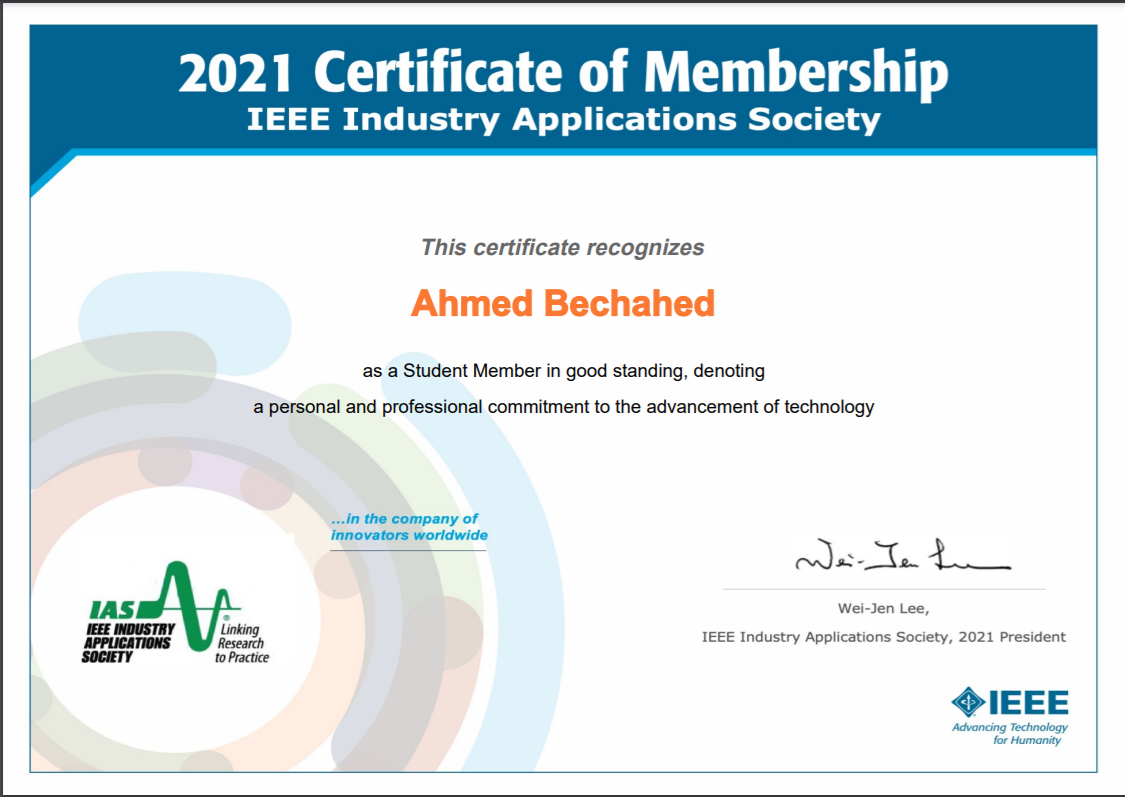 2021 Certificate of Membership
IEEE Industry Applications Society
This certificate recognizes
Ahmed Bechahed
as a Student Member in good standing, denoting
a personal and professional commitment to the advancement of technology
...in the company of
innovators worldwide
IAS
IEEE INDUSTRY
APPLICATIONS
SOCIETY
®
Linking
Research
to Practice
Wei-Jen Lee
Wei-Jen Lee,
IEEE Industry Applications Society, 2021 President
IEEE
Advancing Technology
for Humanity